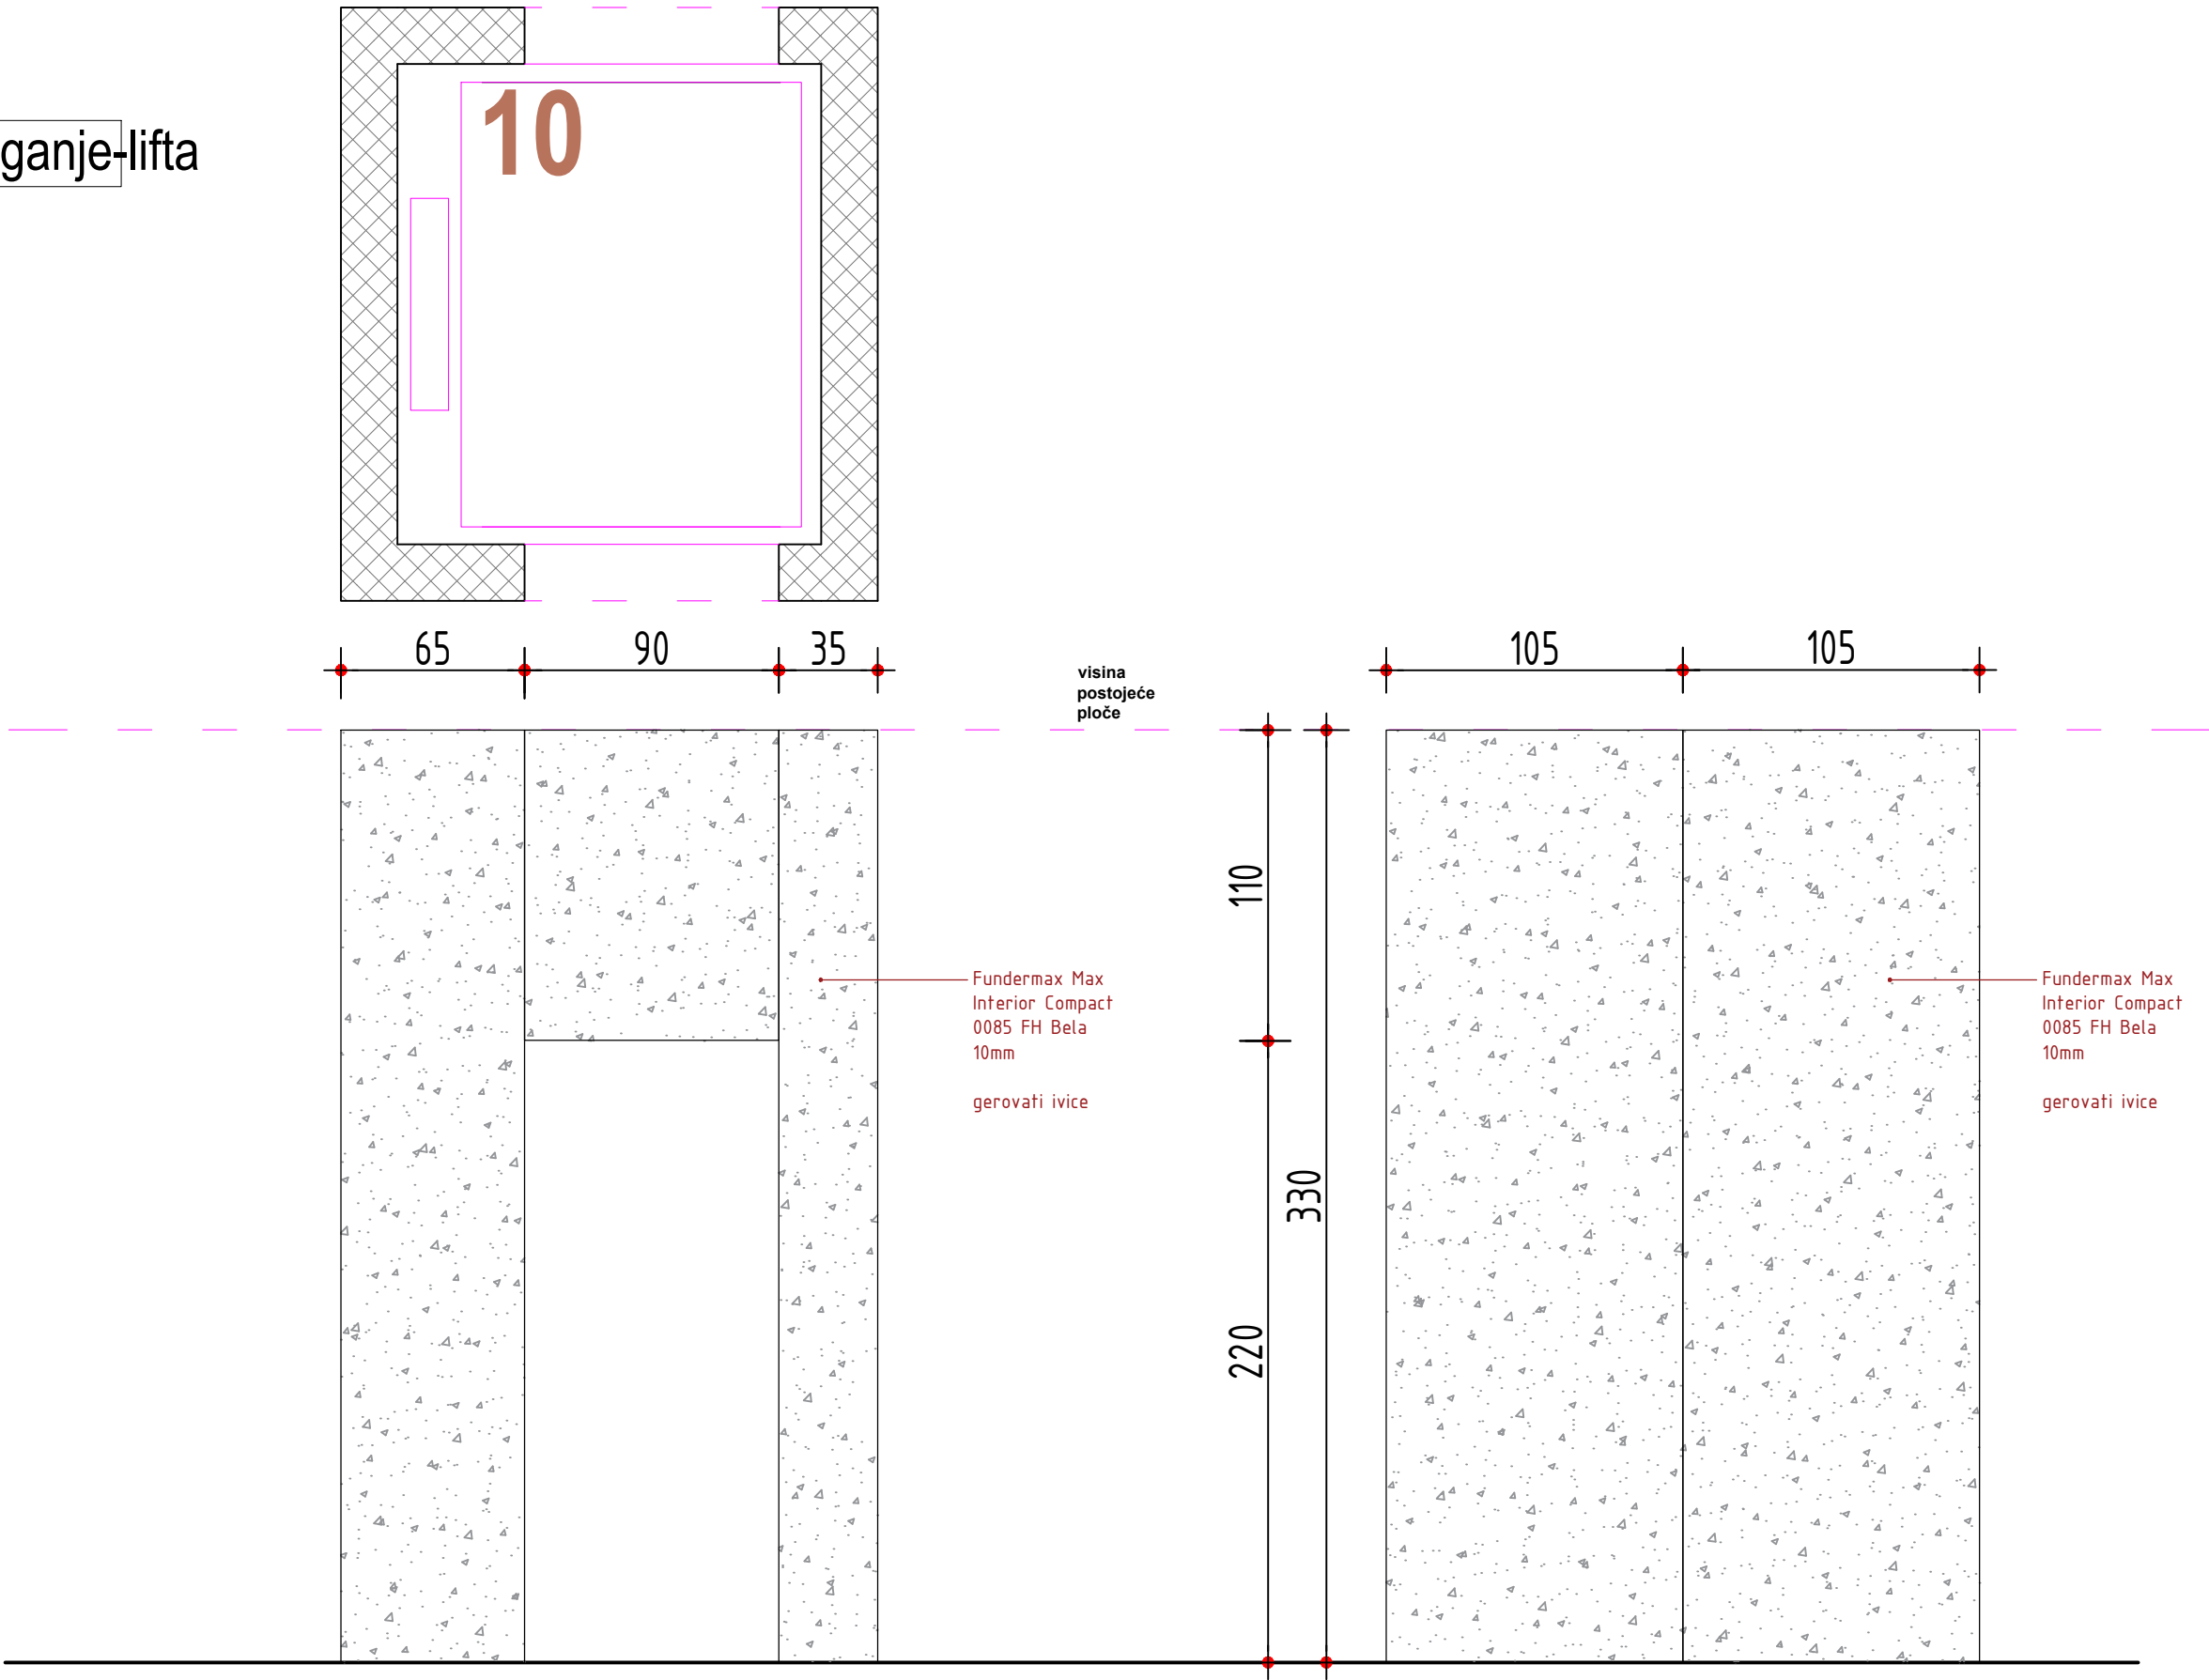 ganje-lifta
10
65
90
35
105
105
visina
postojeće
ploče
110
330
220
Fundermax Max
Interior Compact
0085 FH Bela
10mm
gerovati ivice
Fundermax Max
Interior Compact
0085 FH Bela
10mm
gerovati ivice